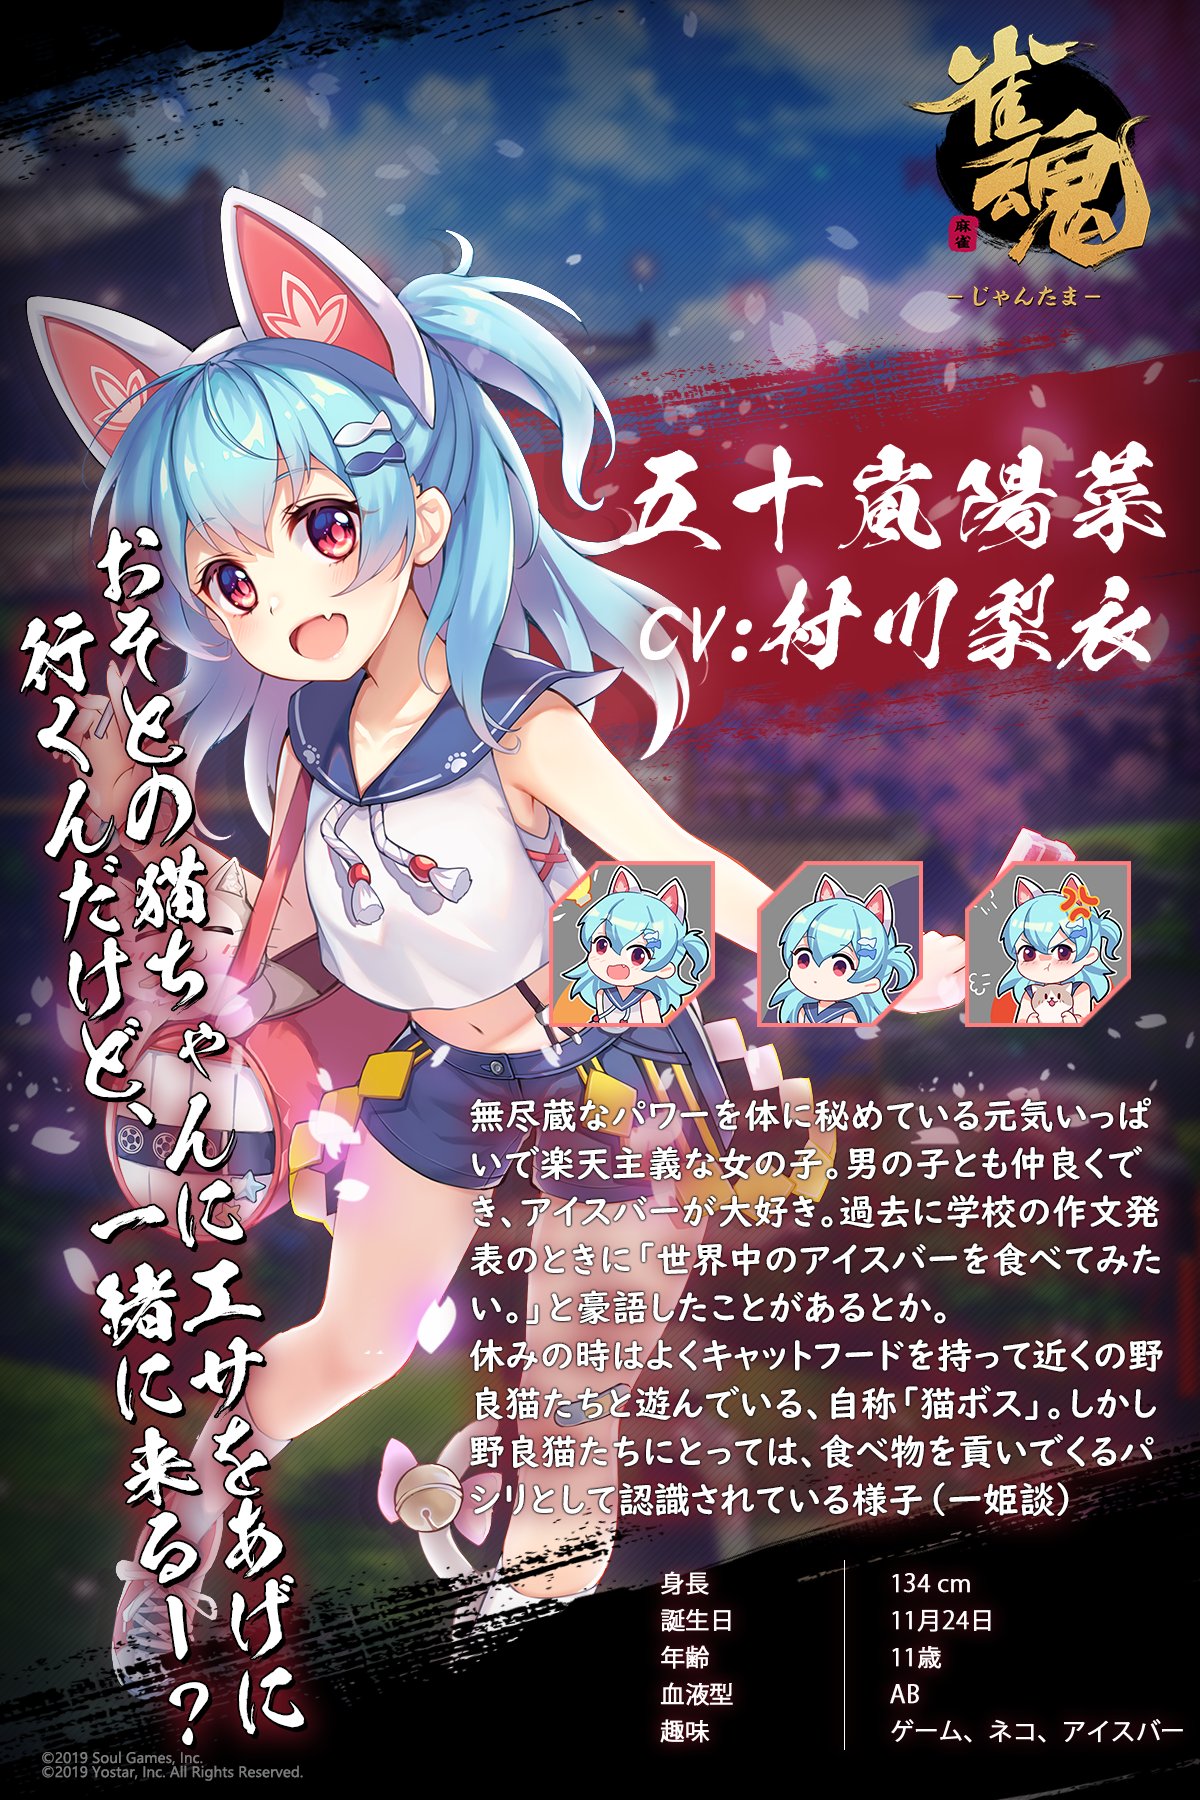 雀魂
麻雀
−じゃんたま−
五十嵐陽菜
CV:村川梨衣
おそとの猫ちゃんにエサをあげに
行くんだけど、一緒に来るー?
無尽蔵なパワーを体に秘めている元気いっぱ
いで楽天主義な女の子。男の子とも仲良くで
き、アイスバーが大好き。過去に学校の作文発
表のときに「世界中のアイスバーを食べてみた
い。」と豪語したことがあるとか。
休みの時はよくキャットフードを持って近くの野
良猫たちと遊んでいる、自称「猫ボス」。しかし
野良猫たちにとっては、食べ物を貢いでくるパ
シリとして認識されている様子(一姫談)
身長 134 cm
誕生日 11月24日
年齢 11歳
血液型 AB
趣味 ゲーム、ネコ、アイスバー
©2019 Soul Games, Inc.
©2019 Yostar, Inc. All Rights Reserved.